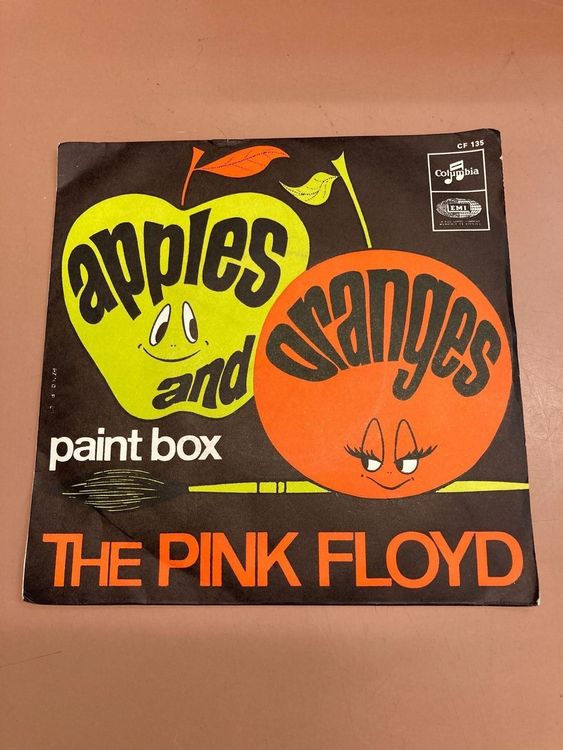 CF 135
Columbia
EMI
apples
and
oranges
paint box
THE PINK FLOYD